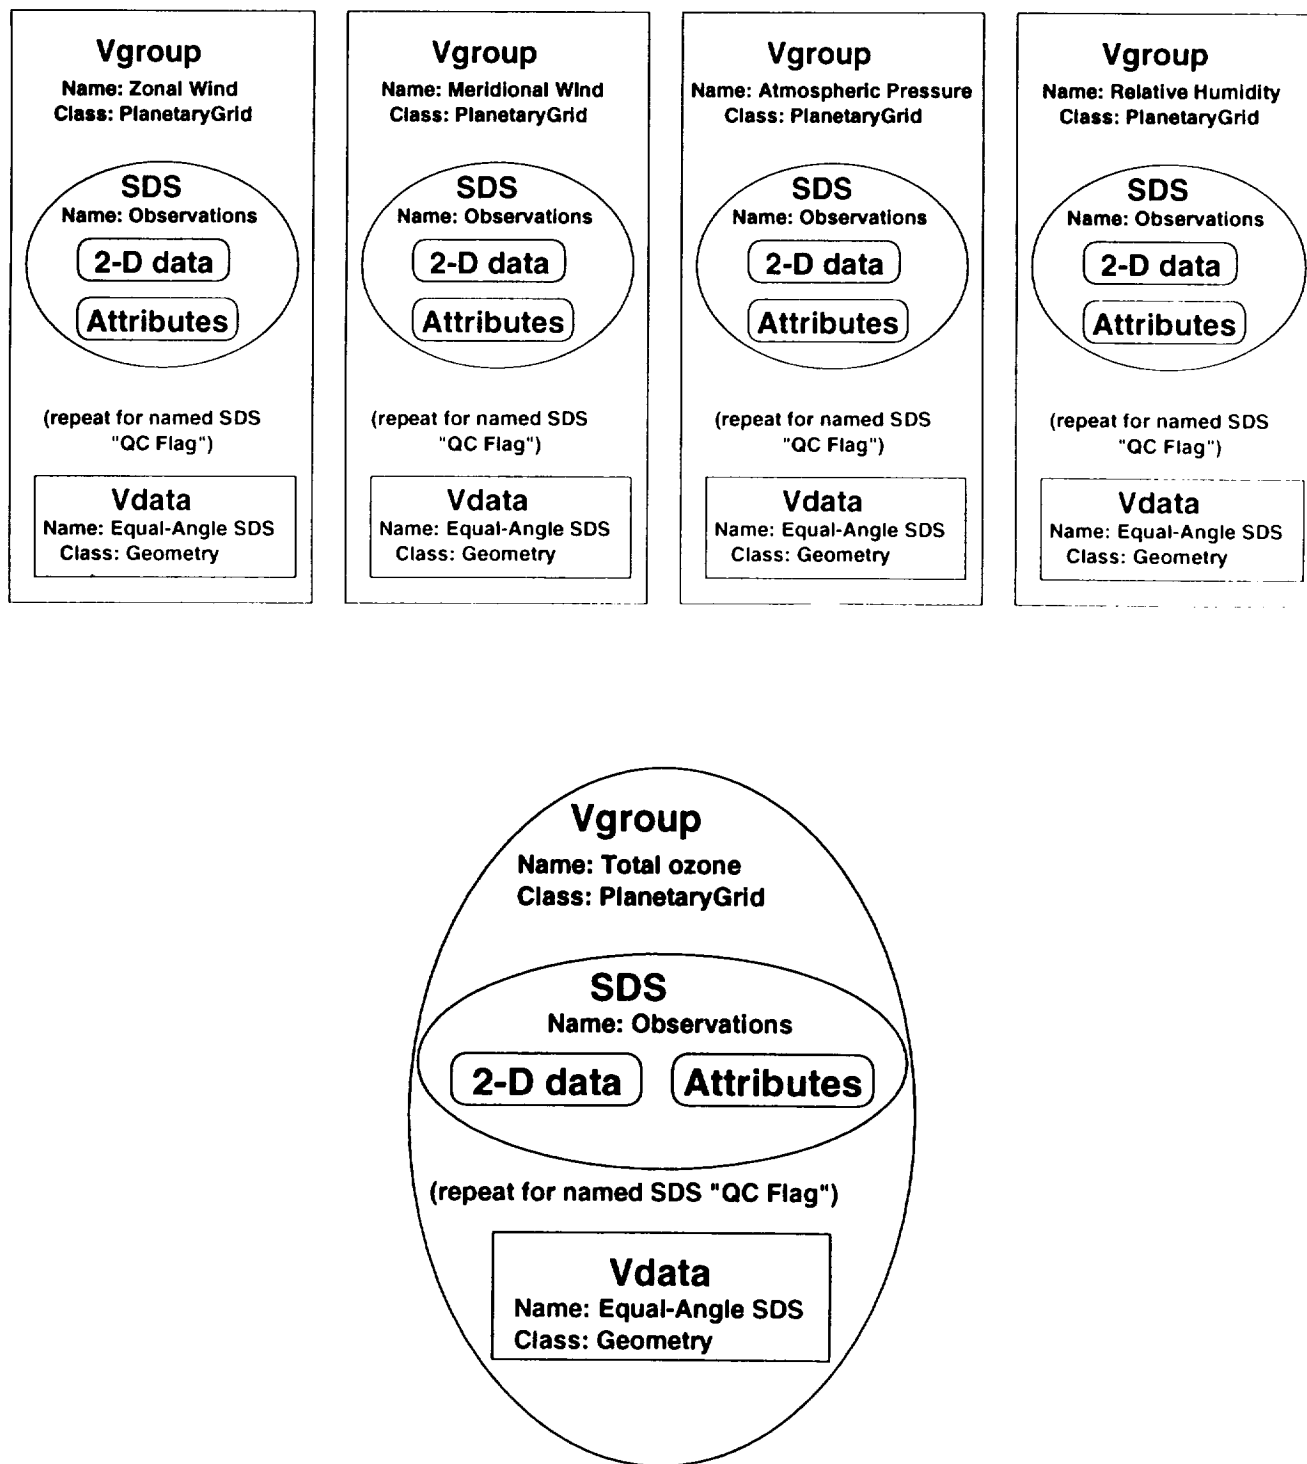 Vgroup
Name: Zonal Wind
Class: PlanetaryGrid
SDS
Name: Observations
2-D data
Attributes
(repeat for named SDS
"QC Flag")
Vdata
Name: Equal-Angle SDS
Class: Geometry
Vgroup
Name: Meridional Wind
Class: PlanetaryGrid
SDS
Name: Observations
2-D data
Attributes
(repeat for named SDS
"QC Flag")
Vdata
Name: Equal-Angle SDS
Class: Geometry
Vgroup
Name: Atmospheric Pressure
Class: PlanetaryGrid
SDS
Name: Observations
2-D data
Attributes
(repeat for named SDS
"QC Flag")
Vdata
Name: Equal-Angle SDS
Class: Geometry
Vgroup
Name: Relative Humidity
Class: PlanetaryGrid
SDS
Name: Observations
2-D data
Attributes
(repeat for named SDS
"QC Flag")
Vdata
Name: Equal-Angle SDS
Class: Geometry
Vgroup
Name: Total ozone
Class: PlanetaryGrid
SDS
Name: Observations
2-D data
Attributes
(repeat for named SDS "QC Flag")
Vdata
Name: Equal-Angle SDS
Class: Geometry